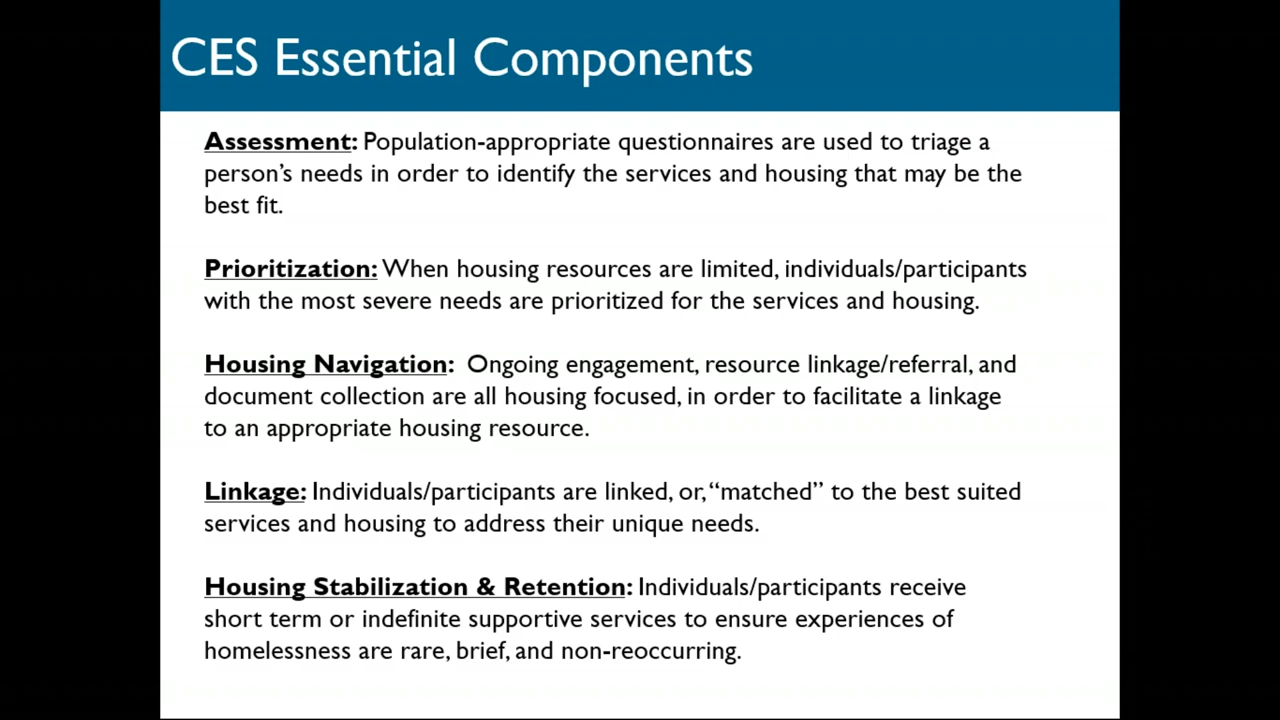 CES Essential Components
Assessment: Population-appropriate questionnaires are used to triage a
person’s needs in order to identify the services and housing that may be the
best fit.
Prioritization: When housing resources are limited, individuals/participants
with the most severe needs are prioritized for the services and housing.
Housing Navigation: Ongoing engagement, resource linkage/referral, and
document collection are all housing focused, in order to facilitate a linkage
to an appropriate housing resource.
Linkage: Individuals/participants are linked, or, “matched” to the best suited
services and housing to address their unique needs.
Housing Stabilization & Retention: Individuals/participants receive
short term or indefinite supportive services to ensure experiences of
homelessness are rare, brief, and non-reoccurring.